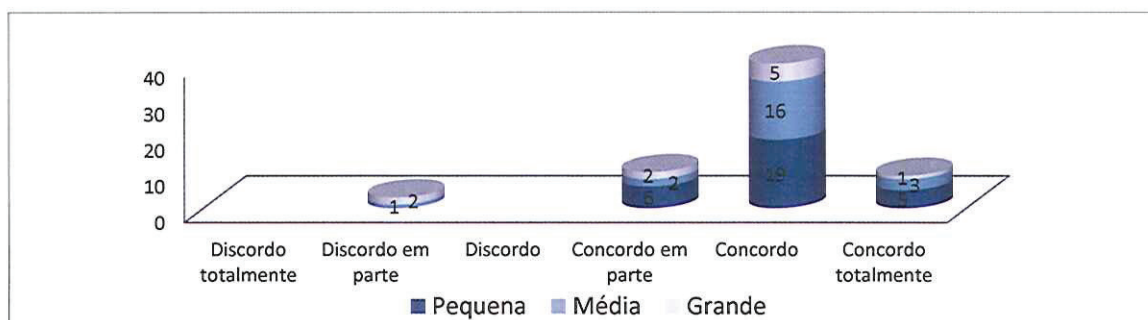 40
30
20
10
0
1 2
2 2
6
5
16
19
1 3
5
Discordo totalmente
Discordo em parte
Discordo
Concordo em parte
Concordo
Concordo totalmente
Pequena Média Grande